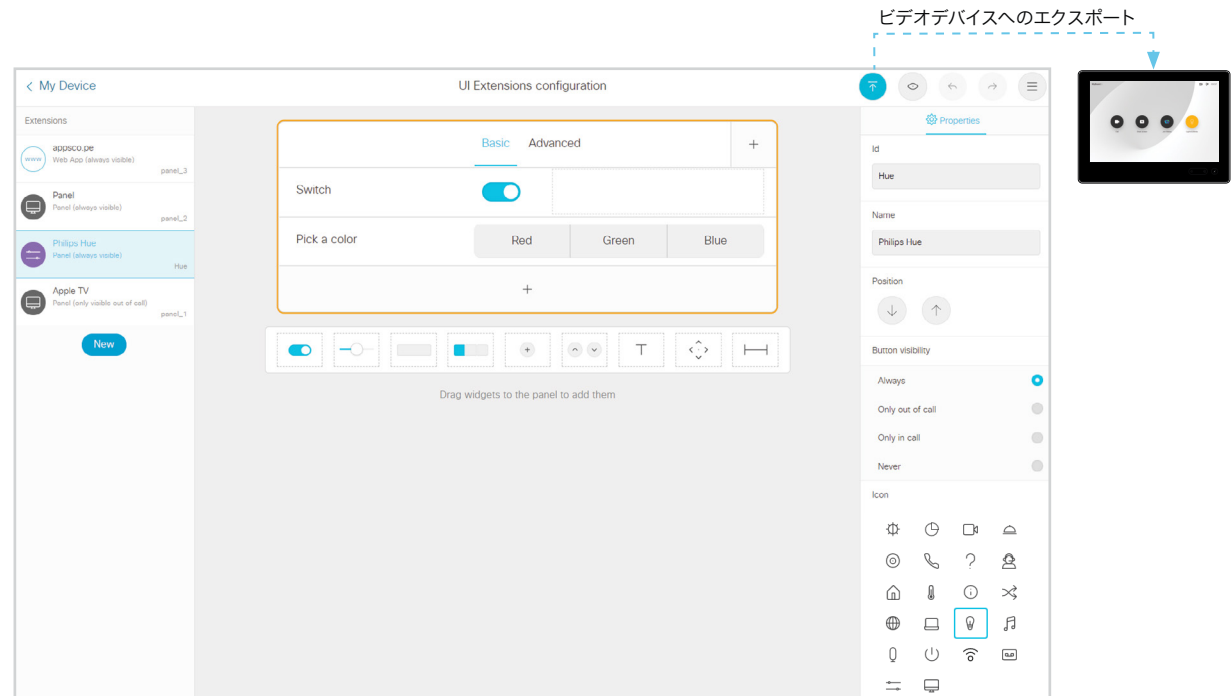 ビデオデバイスへのエクスポート
My Device
UI Extensions configuration
Extensions
Properties
appsco.pe
Web App (always visible)
panel_3
Panel
Panel (always visible)
panel_2
Philips Hue
Panel (always visible)
Hue
Apple TV
Panel (only visible out of call)
panel_1
New
Basic Advanced
Switch
Pick a color Red Green Blue
Drag widgets to the panel to add them
Id
Hue
Name
Philips Hue
Position
Button visibility
Always
Only out of call
Only in call
Never
Icon